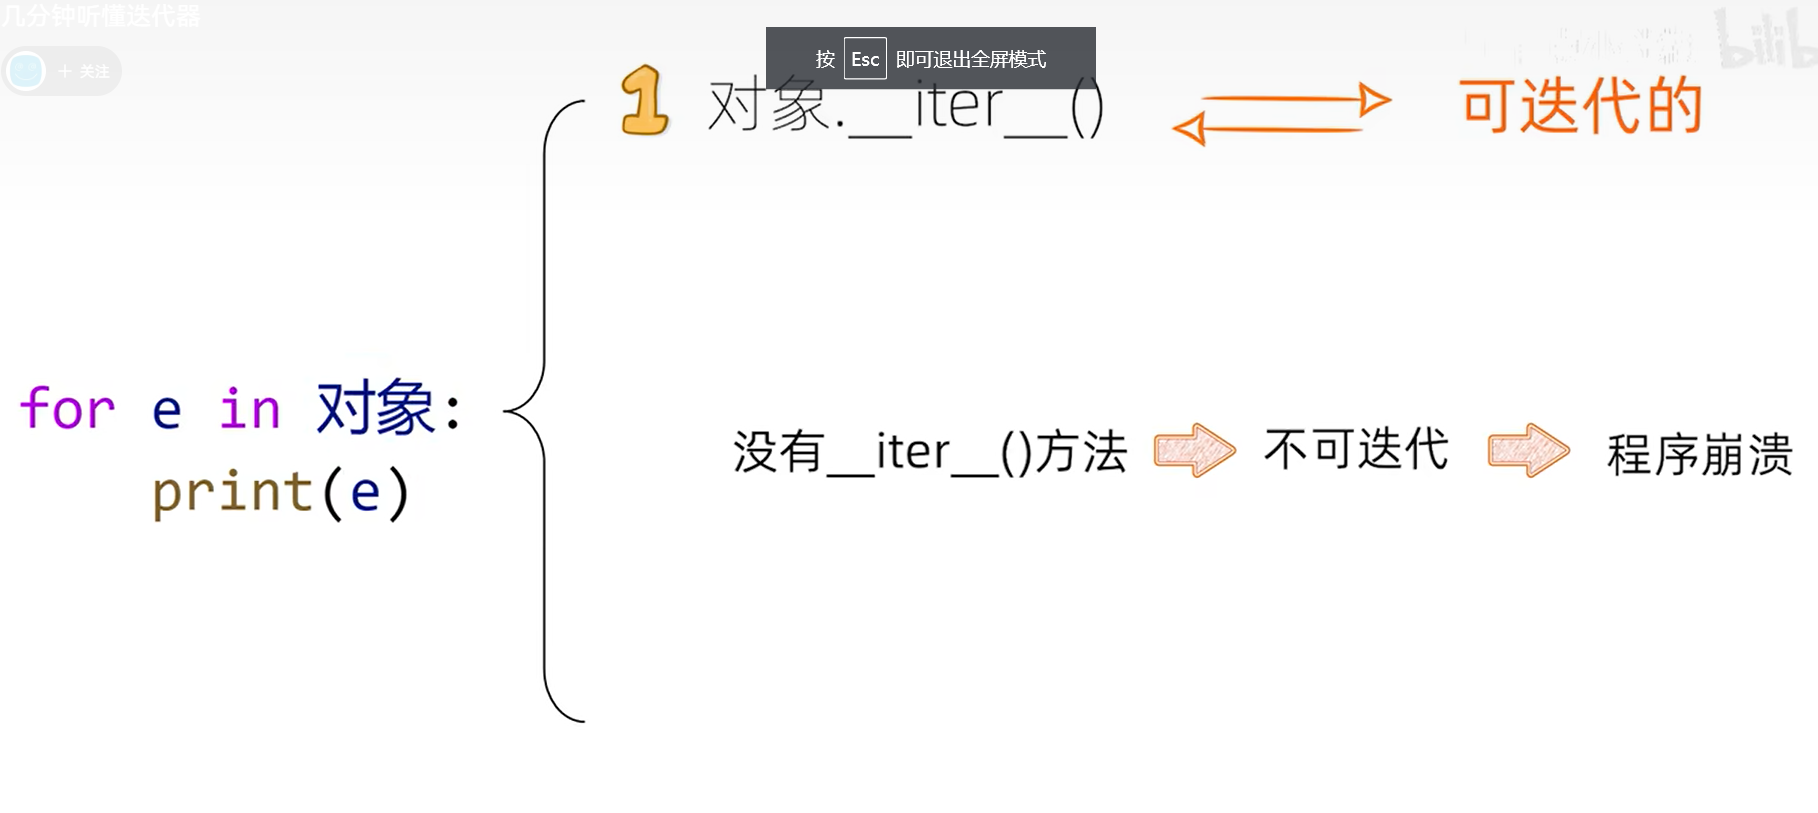 几分钟听懂迭代器
按 Esc 即可退出全屏模式
+ 关注
bilib
1 对象.__iter__() 可迭代的
for e in 对象:
print(e)
没有__iter__()方法 不可迭代 程序崩溃